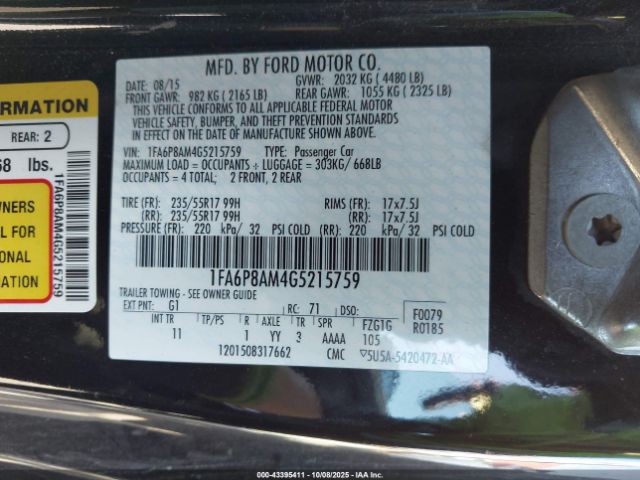 MFD. BY FORD MOTOR CO.
DATE: 08/15 GVWR: 2032 KG ( 4480 LB)
FRONT GAWR: 982 KG ( 2165 LB) REAR GAWR: 1055 KG ( 2325 LB)
THIS VEHICLE CONFORMS TO ALL APPLICABLE FEDERAL MOTOR
VEHICLE SAFETY, BUMPER, AND THEFT PREVENTION STANDARDS
IN EFFECT ON THE DATE OF MANUFACTURE SHOWN ABOVE.
VIN: 1FA6P8AM4G5215759 TYPE: Passenger Car
MAXIMUM LOAD = OCCUPANTS + LUGGAGE = 303KG/ 668LB
OCCUPANTS = 4 TOTAL; 2 FRONT, 2 REAR
TIRE (FR): 235/55R17 99H RIMS (FR): 17x7.5J
(RR): 235/55R17 99H (RR): 17x7.5J
PRESSURE (FR): 220 kPa/ 32 PSI COLD (RR): 220 kPa/ 32 PSI COLD
1FA6P8AM4G5215759
TRAILER TOWING - SEE OWNER GUIDE
EXT PNT: G1 RC: 71 DSO: F0079
WB INT TR TP/PS R AXLE TR SPR FZG1G R0185
11 1 YY 3 AAAA 105
1201508317662 CMC ▽5U5A-5420472-AA
FORMATION
REAR: 2
68 lbs.
WNERS
L FOR
ONAL
1FA6P8AM4G5215759
000-43395411 - 10/08/2025 - IAA Inc.